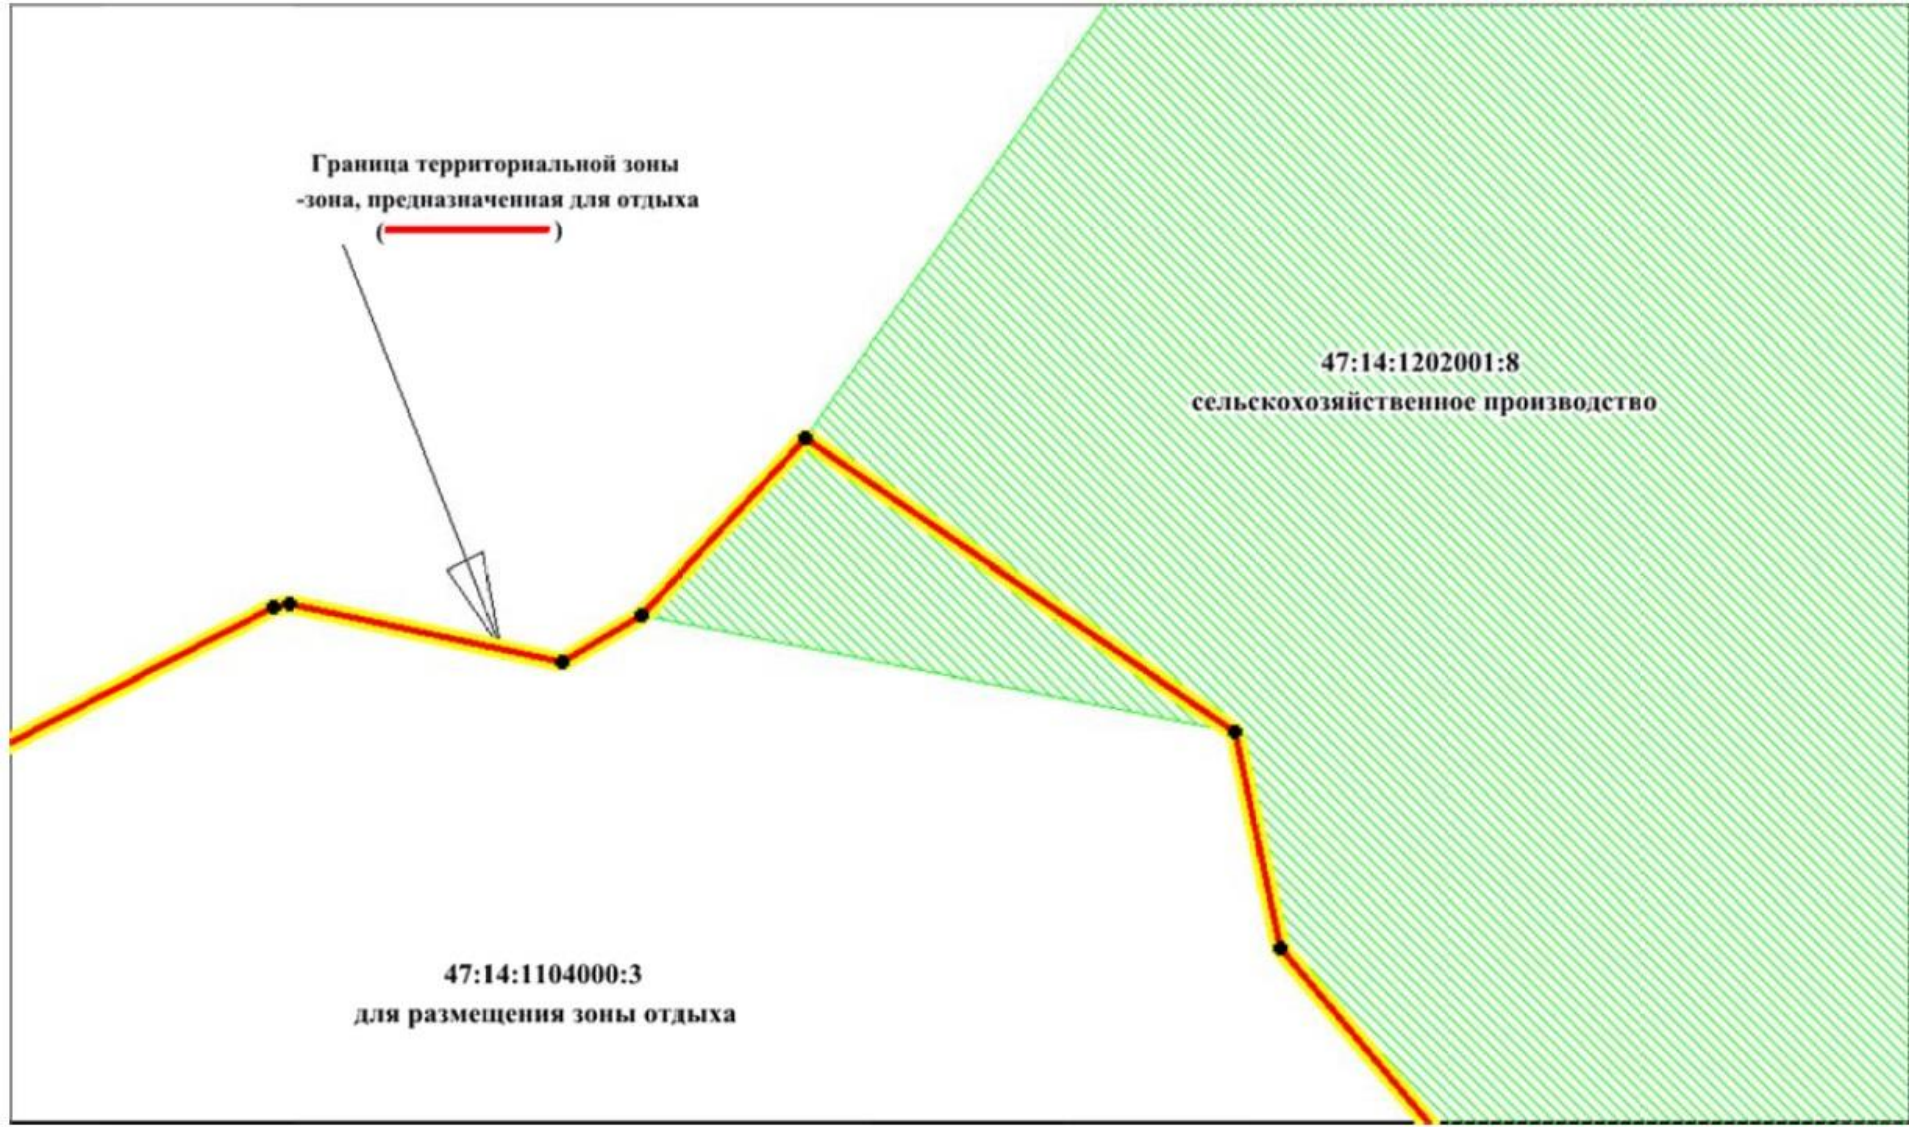 Граница территориальной зоны
-зона, предназначенная для отдыха
( )
47:14:1202001:8
сельскохозяйственное производство
47:14:1104000:3
для размещения зоны отдыха